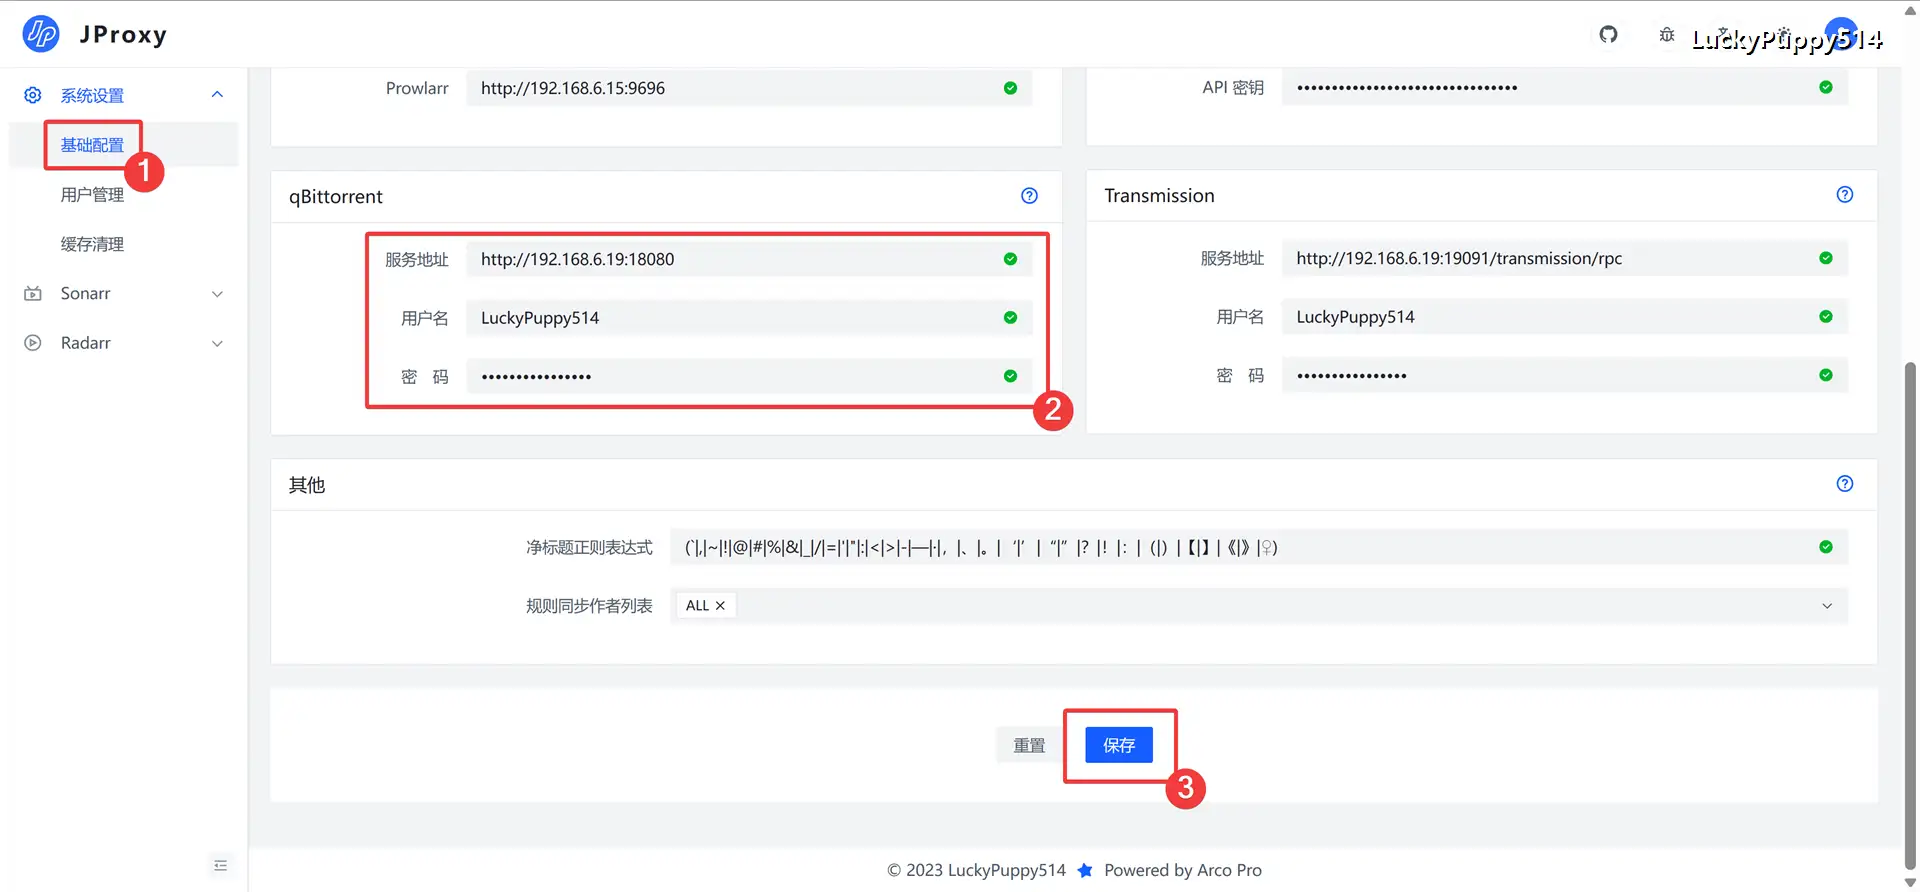 JProxy
LuckyPuppy514
系统设置
基础配置
1
用户管理
缓存清理
Sonarr
Radarr
Prowlarr http://192.168.6.15:9696
API 密钥 ••••••••••••••••••••••••••••••••
qBittorrent
服务地址 http://192.168.6.19:18080
用户名 LuckyPuppy514
密 码 ••••••••••••••••
2
Transmission
服务地址 http://192.168.6.19:19091/transmission/rpc
用户名 LuckyPuppy514
密 码 ••••••••••••••••
其他
净标题正则表达式 (`|,|~|!|@|#|%|&|_|/|=|'|"|:|<|>|-|—|·|，|、|。|‘|’|“|”|？|！|：|（|）|【|】|《|》|♀)
规则同步作者列表 ALL ×
重置 保存
3
© 2023 LuckyPuppy514 ★ Powered by Arco Pro